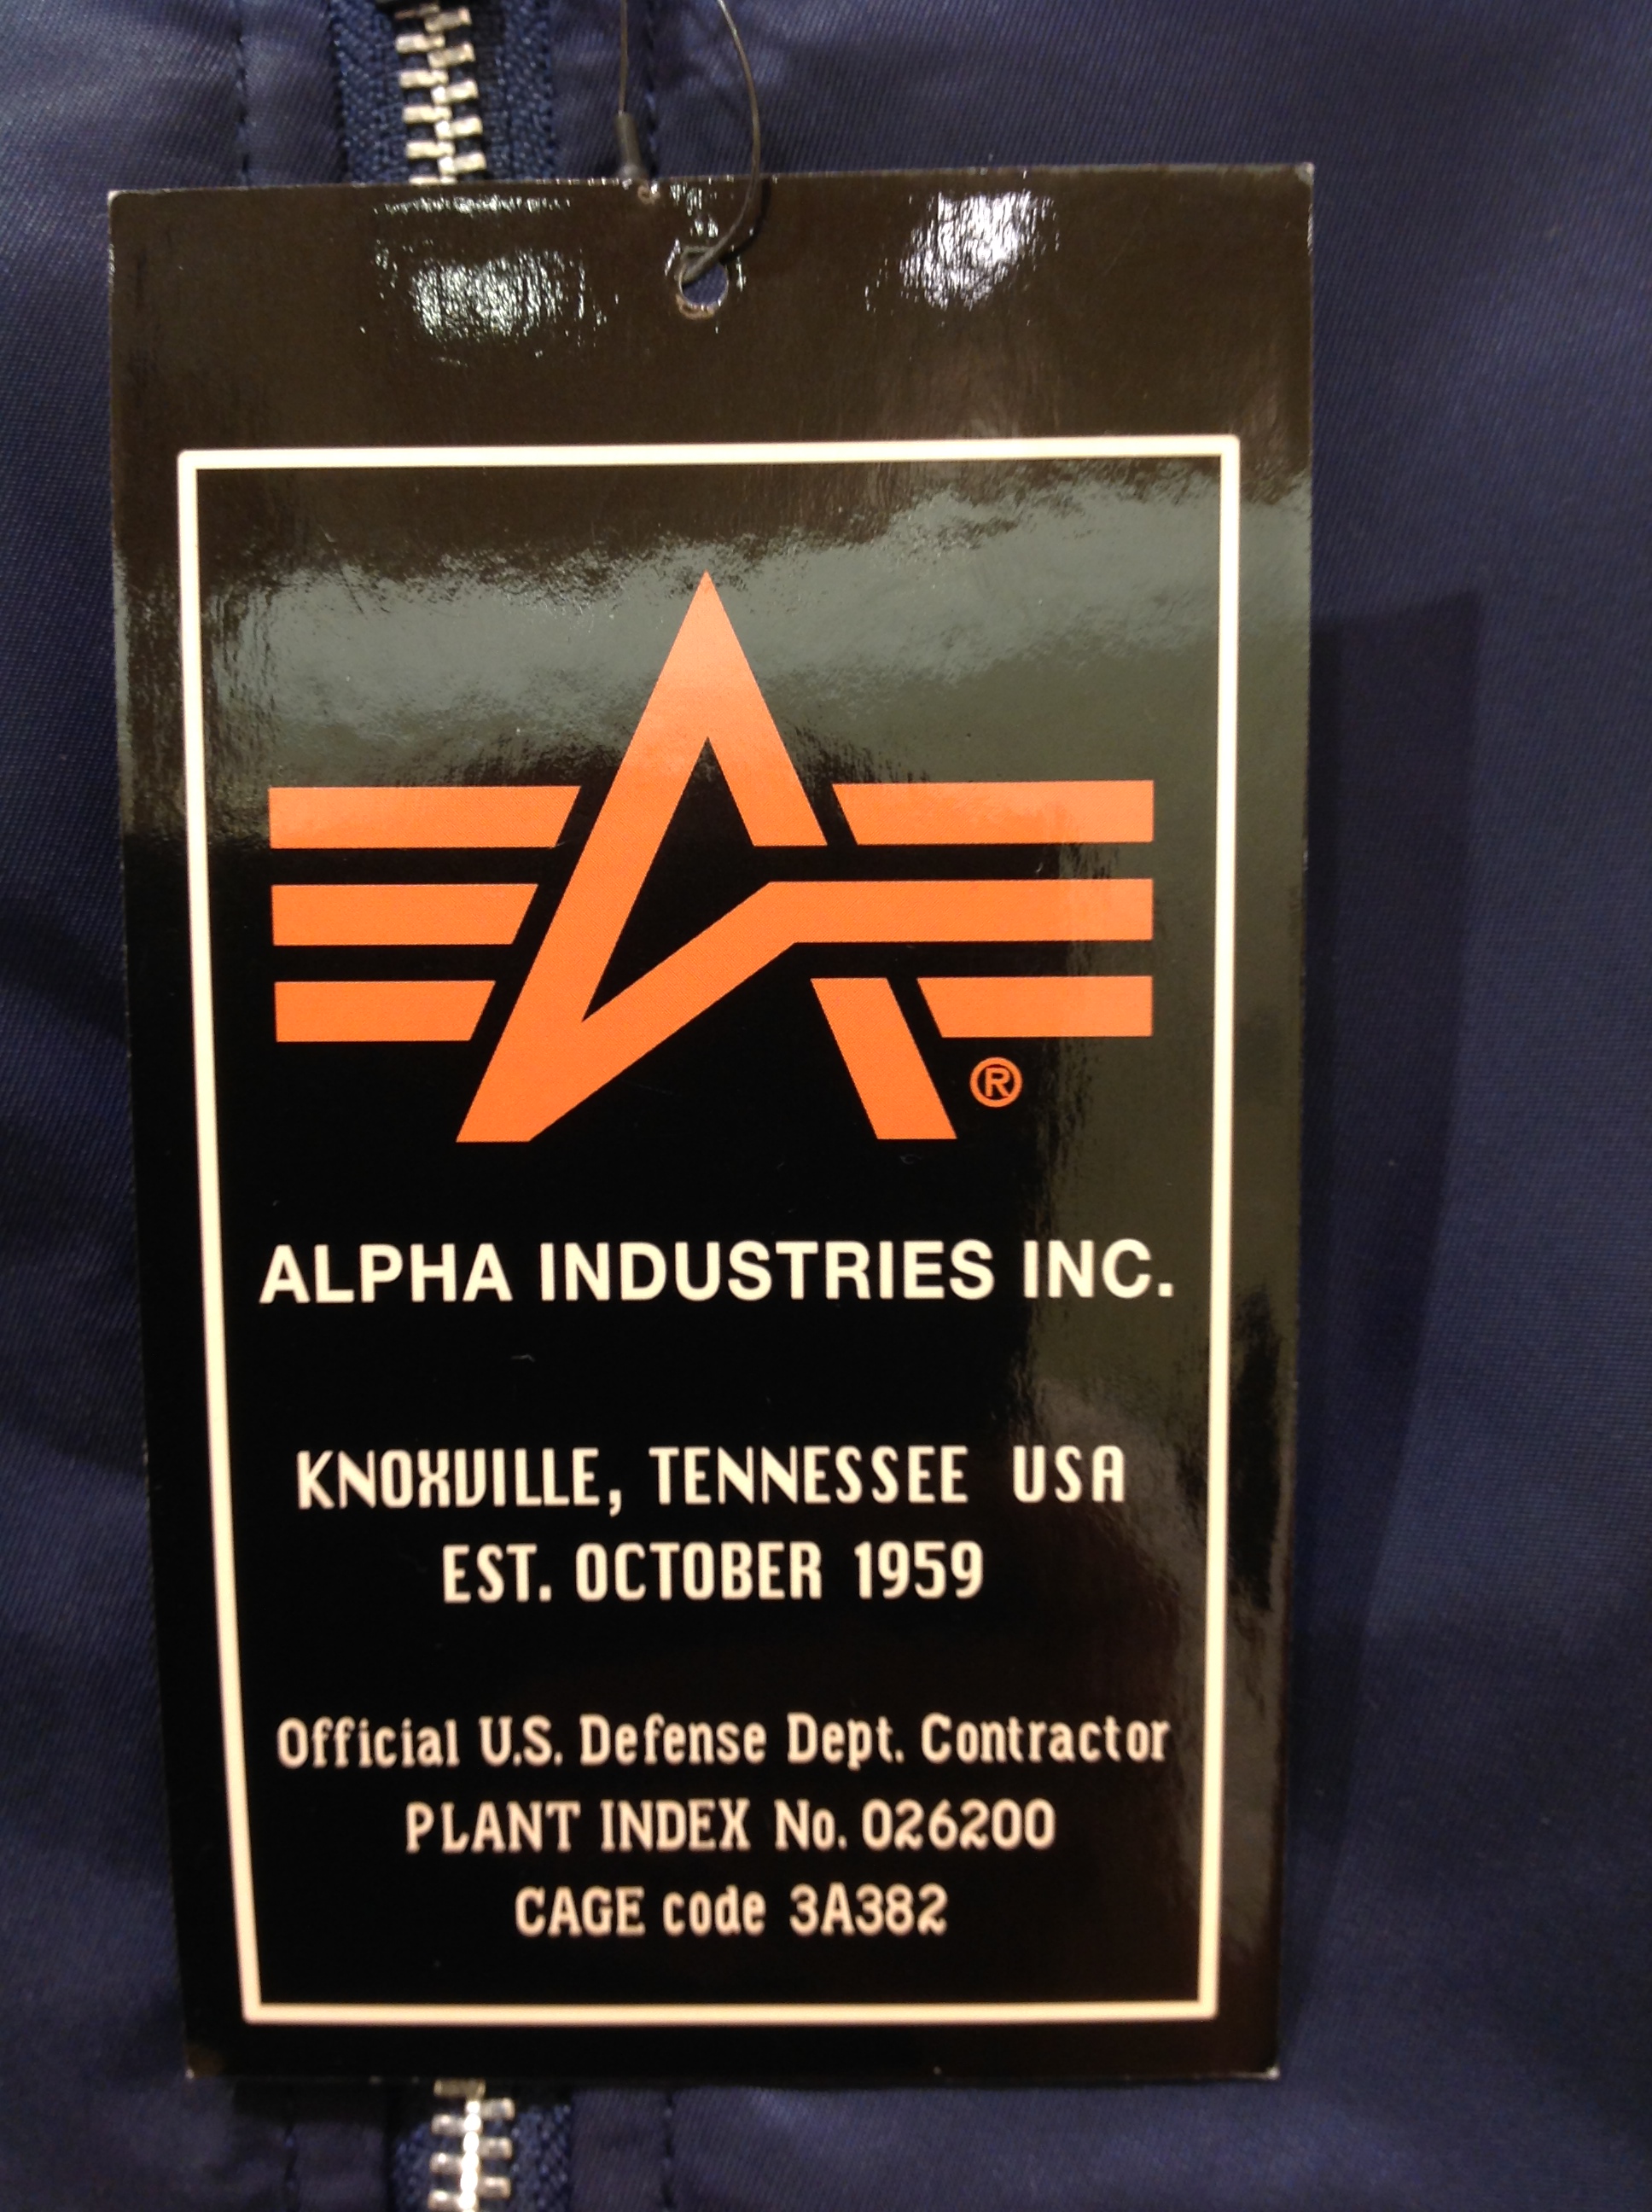 ALPHA INDUSTRIES INC.
KNOXVILLE, TENNESSEE USA
EST. OCTOBER 1959
Official U.S. Defense Dept. Contractor
PLANT INDEX No. 026200
CAGE code 3A382